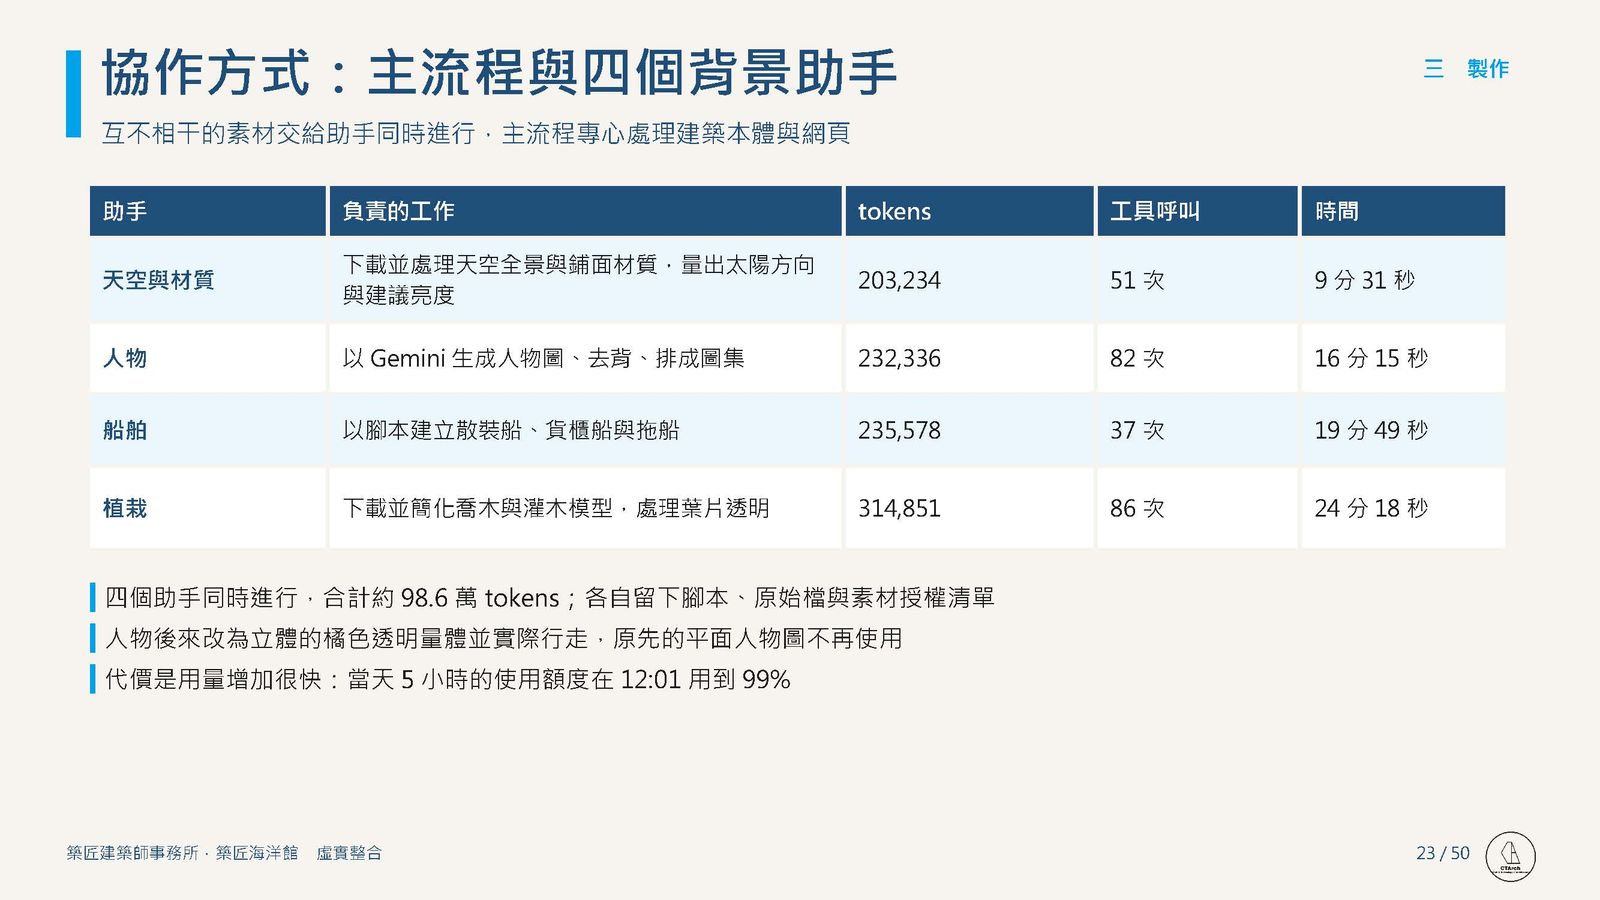 協作方式：主流程與四個背景助手
三　製作
互不相干的素材交給助手同時進行，主流程專心處理建築本體與網頁
助手　負責的工作　tokens　工具呼叫　時間
天空與材質　下載並處理天空全景與鋪面材質，量出太陽方向與建議亮度　203,234　51 次　9 分 31 秒
人物　以 Gemini 生成人物圖、去背、排成圖集　232,336　82 次　16 分 15 秒
船舶　以腳本建立散裝船、貨櫃船與拖船　235,578　37 次　19 分 49 秒
植栽　下載並簡化喬木與灌木模型，處理葉片透明　314,851　86 次　24 分 18 秒
四個助手同時進行，合計約 98.6 萬 tokens；各自留下腳本、原始檔與素材授權清單
人物後來改為立體的橘色透明量體並實際行走，原先的平面人物圖不再使用
代價是用量增加很快：當天 5 小時的使用額度在 12:01 用到 99%
築匠建築師事務所．築匠海洋館　虛實整合
23 / 50
CTArch